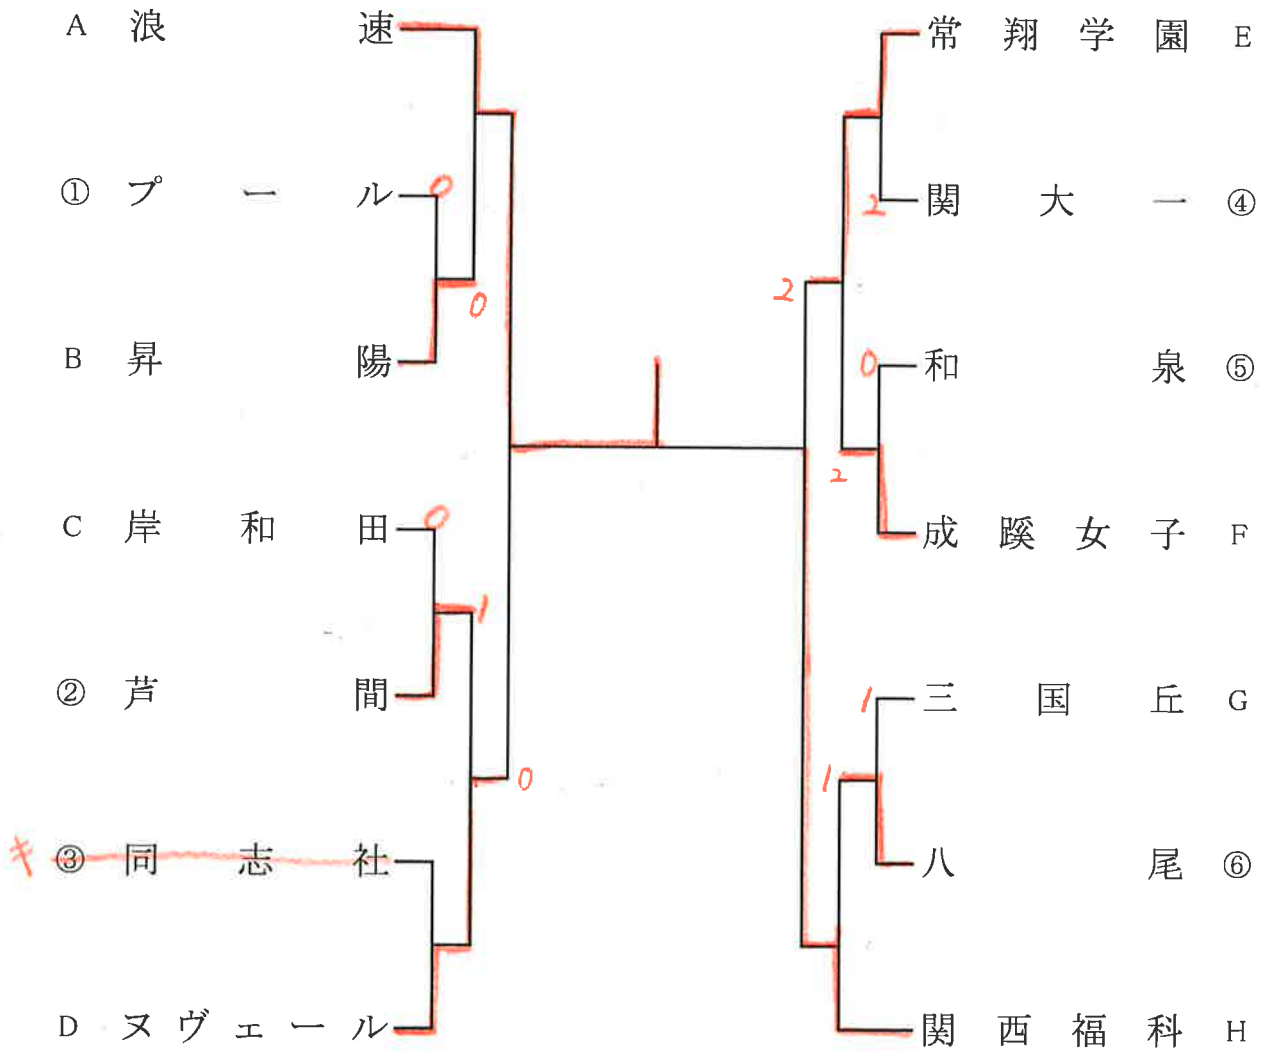 A 浪速
① プール
0
0
B 昇陽
C 岸和田
0
1
② 芦間
0
キ ③ 同志社
D ヌヴェール
常翔学園 E
2 関大一 ④
2
0 和泉 ⑤
2
成蹊女子 F
1 三国丘 G
1
八尾 ⑥
関西福科 H